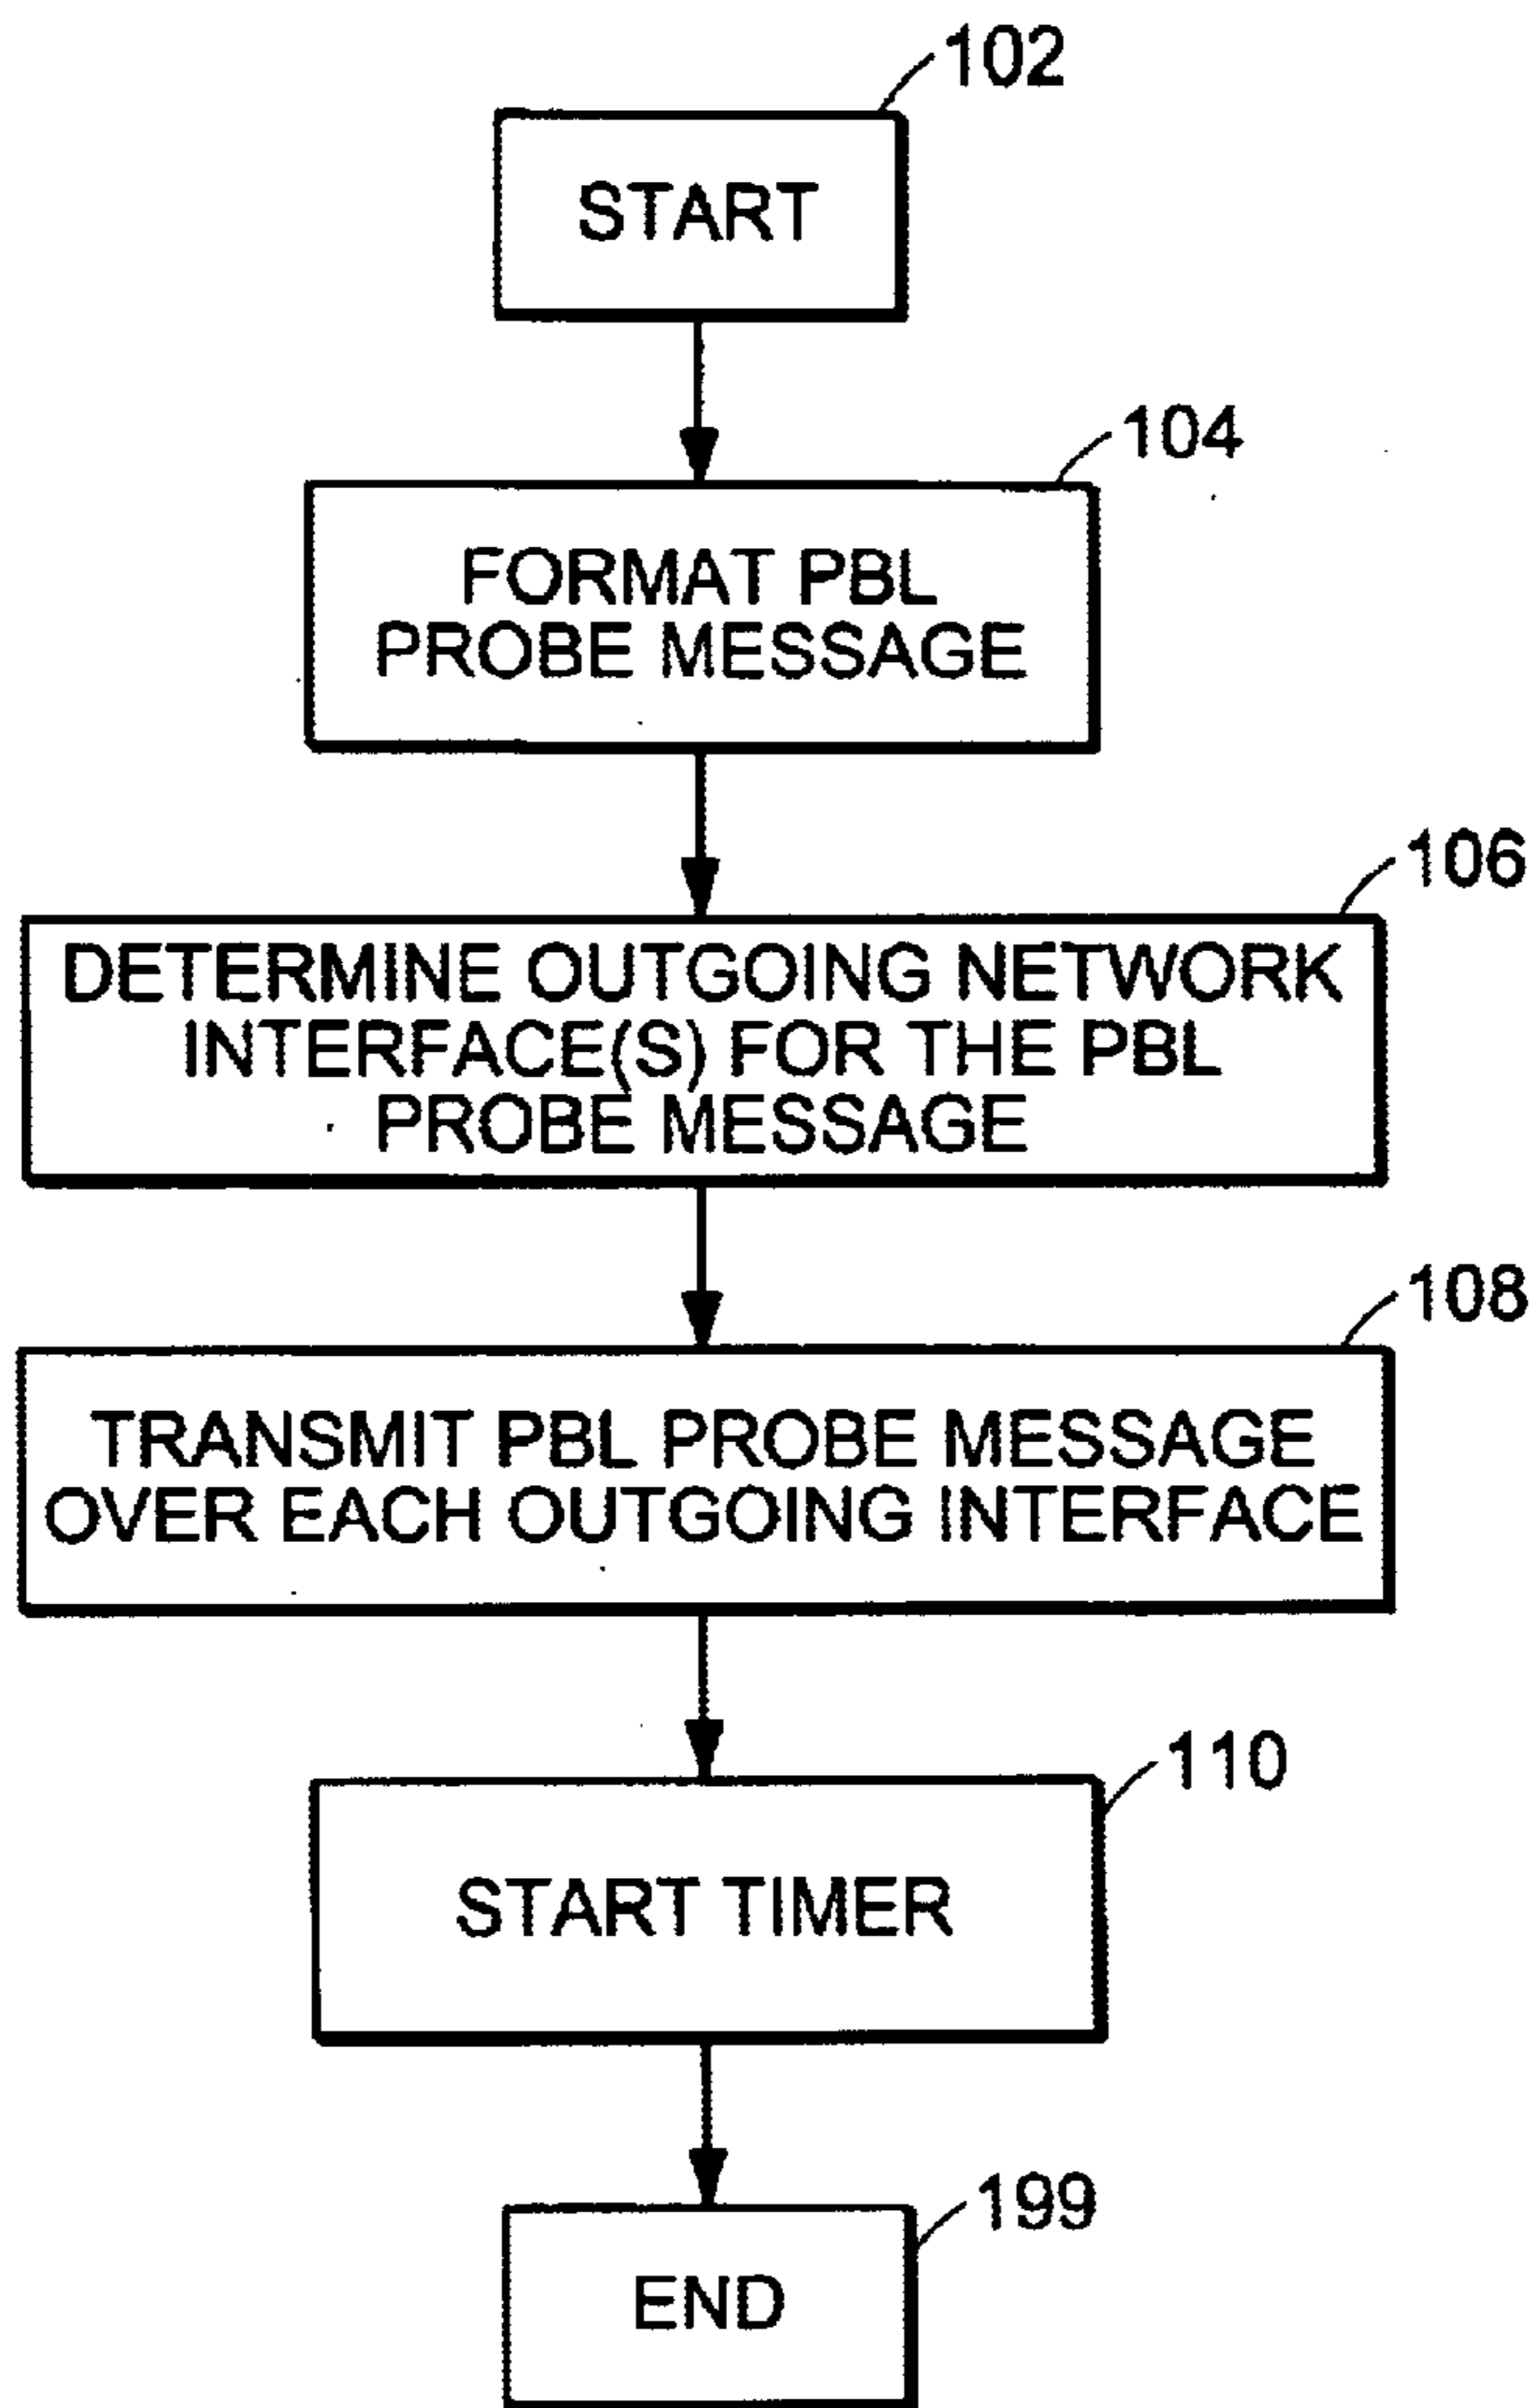 102
START
104
FORMAT PBL
PROBE MESSAGE
106
DETERMINE OUTGOING NETWORK
INTERFACE(S) FOR THE PBL
PROBE MESSAGE
108
TRANSMIT PBL PROBE MESSAGE
OVER EACH OUTGOING INTERFACE
110
START TIMER
199
END